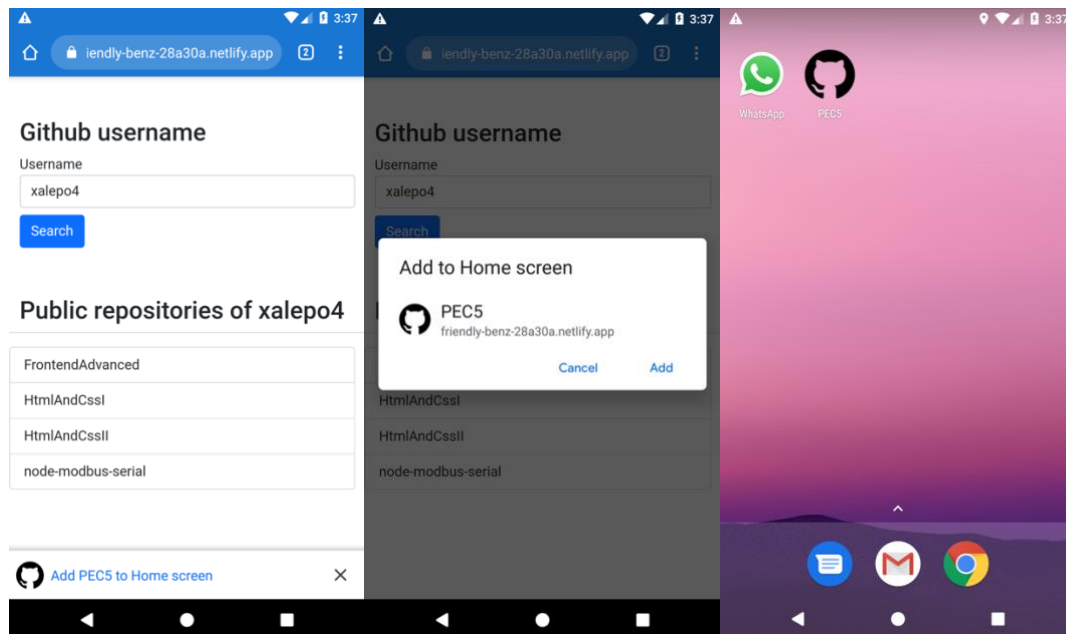 3:37
iendly-benz-28a30a.netlify.app
2
Github username
Username
xalepo4
Search
Public repositories of xalepo4
FrontendAdvanced
HtmlAndCssI
HtmlAndCssII
node-modbus-serial
Add PEC5 to Home screen
3:37
iendly-benz-28a30a.netlify.app
2
Github username
Username
xalepo4
Search
Add to Home screen
PEC5
friendly-benz-28a30a.netlify.app
Cancel Add
HtmlAndCssI
HtmlAndCssII
node-modbus-serial
3:37
WhatsApp PEC5